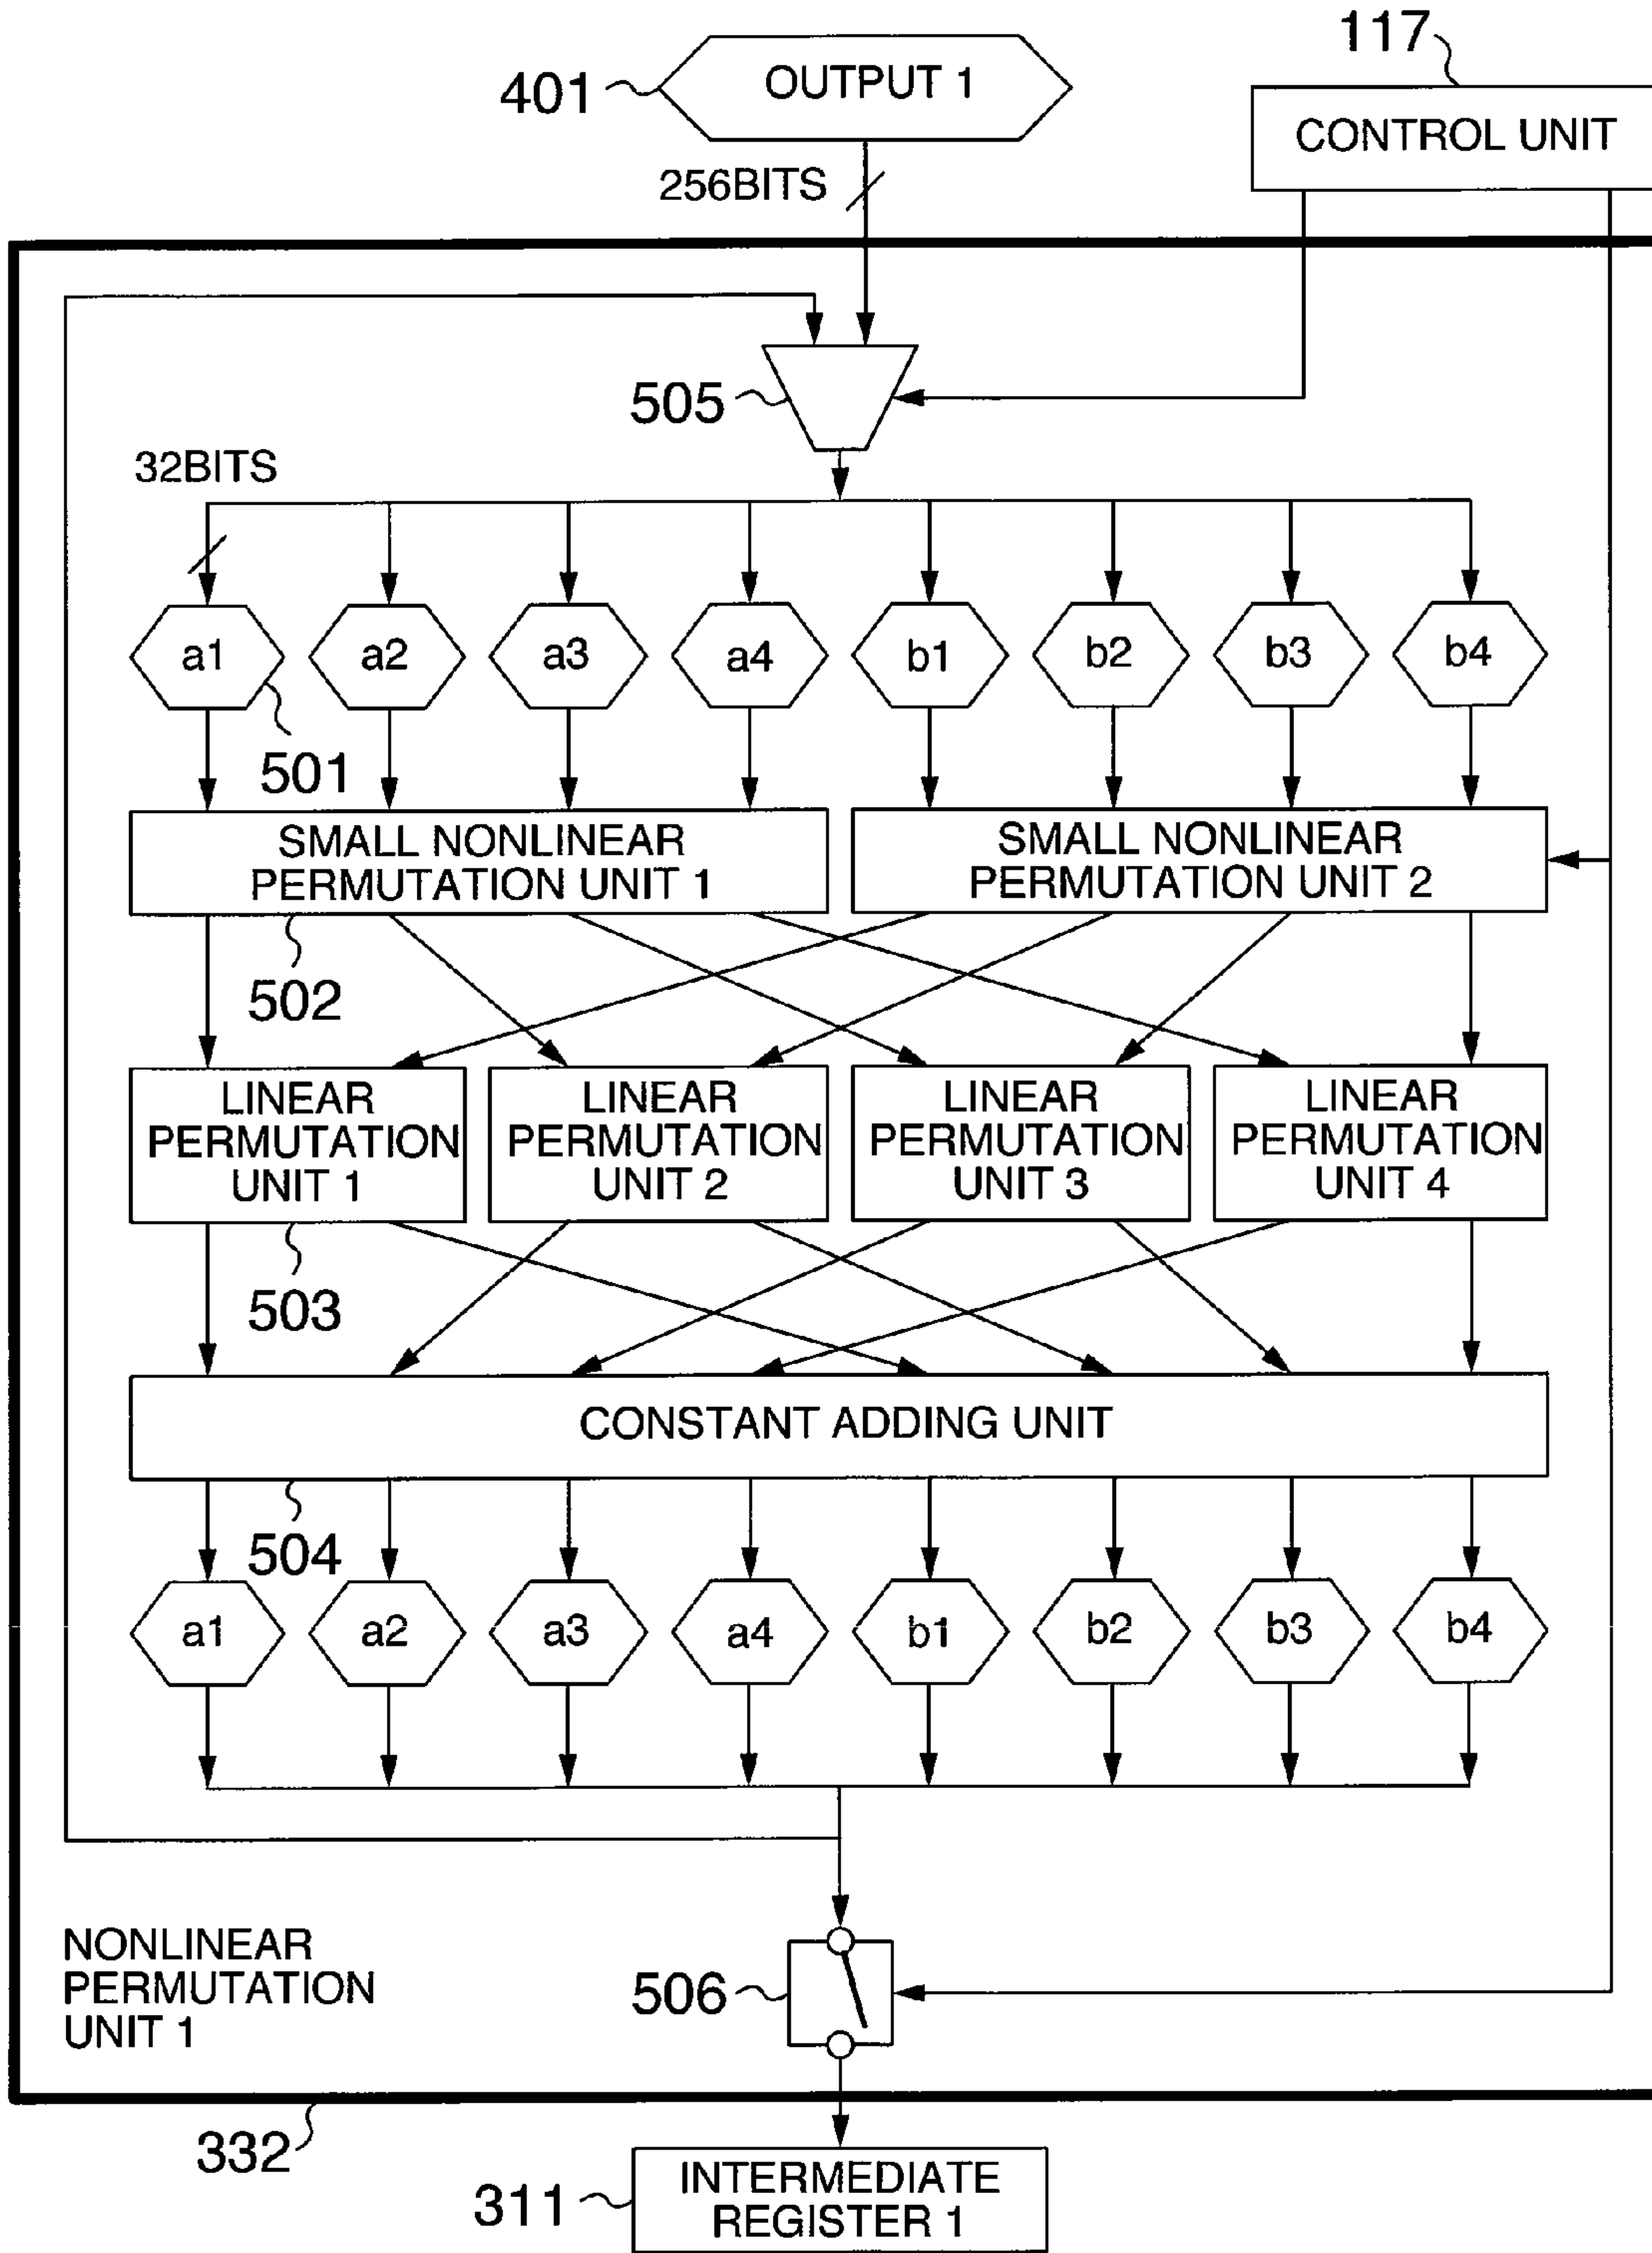 117
401
OUTPUT 1
CONTROL UNIT
256BITS
505
32BITS
a1
a2
a3
a4
b1
b2
b3
b4
501
SMALL NONLINEAR
PERMUTATION UNIT 1
SMALL NONLINEAR
PERMUTATION UNIT 2
502
LINEAR
PERMUTATION
UNIT 1
LINEAR
PERMUTATION
UNIT 2
LINEAR
PERMUTATION
UNIT 3
LINEAR
PERMUTATION
UNIT 4
503
CONSTANT ADDING UNIT
504
a1
a2
a3
a4
b1
b2
b3
b4
NONLINEAR
PERMUTATION
UNIT 1
506
332
311
INTERMEDIATE
REGISTER 1